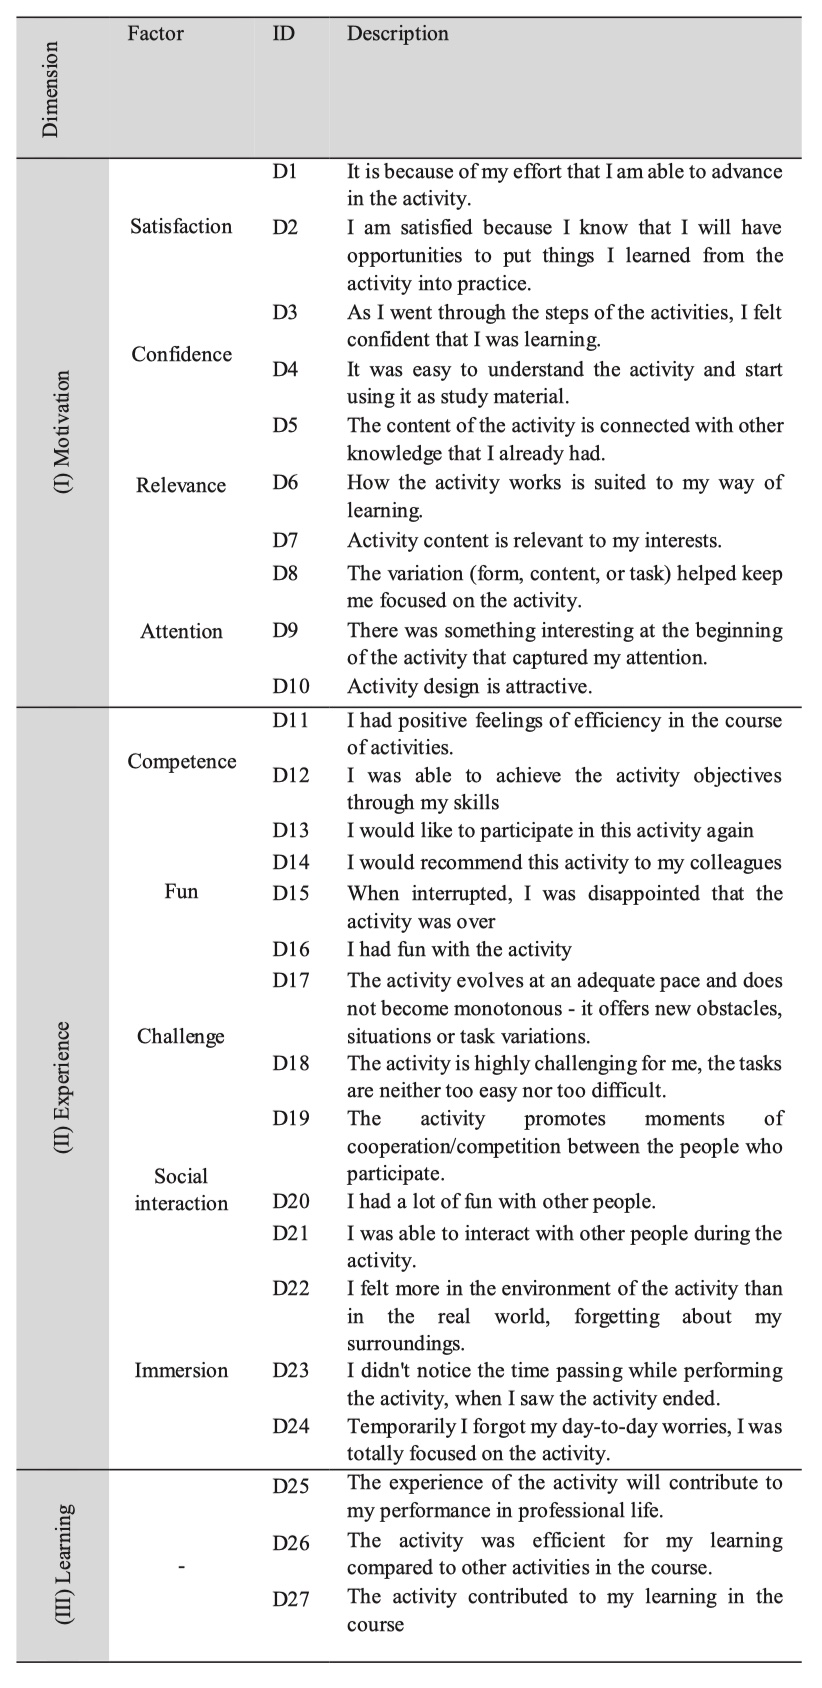 Dimension
Factor ID Description
(I) Motivation
Satisfaction
D1 It is because of my effort that I am able to advance
in the activity.
D2 I am satisfied because I know that I will have
opportunities to put things I learned from the
activity into practice.
Confidence
D3 As I went through the steps of the activities, I felt
confident that I was learning.
D4 It was easy to understand the activity and start
using it as study material.
Relevance
D5 The content of the activity is connected with other
knowledge that I already had.
D6 How the activity works is suited to my way of
learning.
D7 Activity content is relevant to my interests.
Attention
D8 The variation (form, content, or task) helped keep
me focused on the activity.
D9 There was something interesting at the beginning
of the activity that captured my attention.
D10 Activity design is attractive.
(II) Experience
Competence
D11 I had positive feelings of efficiency in the course
of activities.
D12 I was able to achieve the activity objectives
through my skills
Fun
D13 I would like to participate in this activity again
D14 I would recommend this activity to my colleagues
D15 When interrupted, I was disappointed that the
activity was over
D16 I had fun with the activity
Challenge
D17 The activity evolves at an adequate pace and does
not become monotonous - it offers new obstacles,
situations or task variations.
D18 The activity is highly challenging for me, the tasks
are neither too easy nor too difficult.
Social
interaction
D19 The activity promotes moments of
cooperation/competition between the people who
participate.
D20 I had a lot of fun with other people.
D21 I was able to interact with other people during the
activity.
Immersion
D22 I felt more in the environment of the activity than
in the real world, forgetting about my
surroundings.
D23 I didn't notice the time passing while performing
the activity, when I saw the activity ended.
D24 Temporarily I forgot my day-to-day worries, I was
totally focused on the activity.
(III) Learning
-
D25 The experience of the activity will contribute to
my performance in professional life.
D26 The activity was efficient for my learning
compared to other activities in the course.
D27 The activity contributed to my learning in the
course